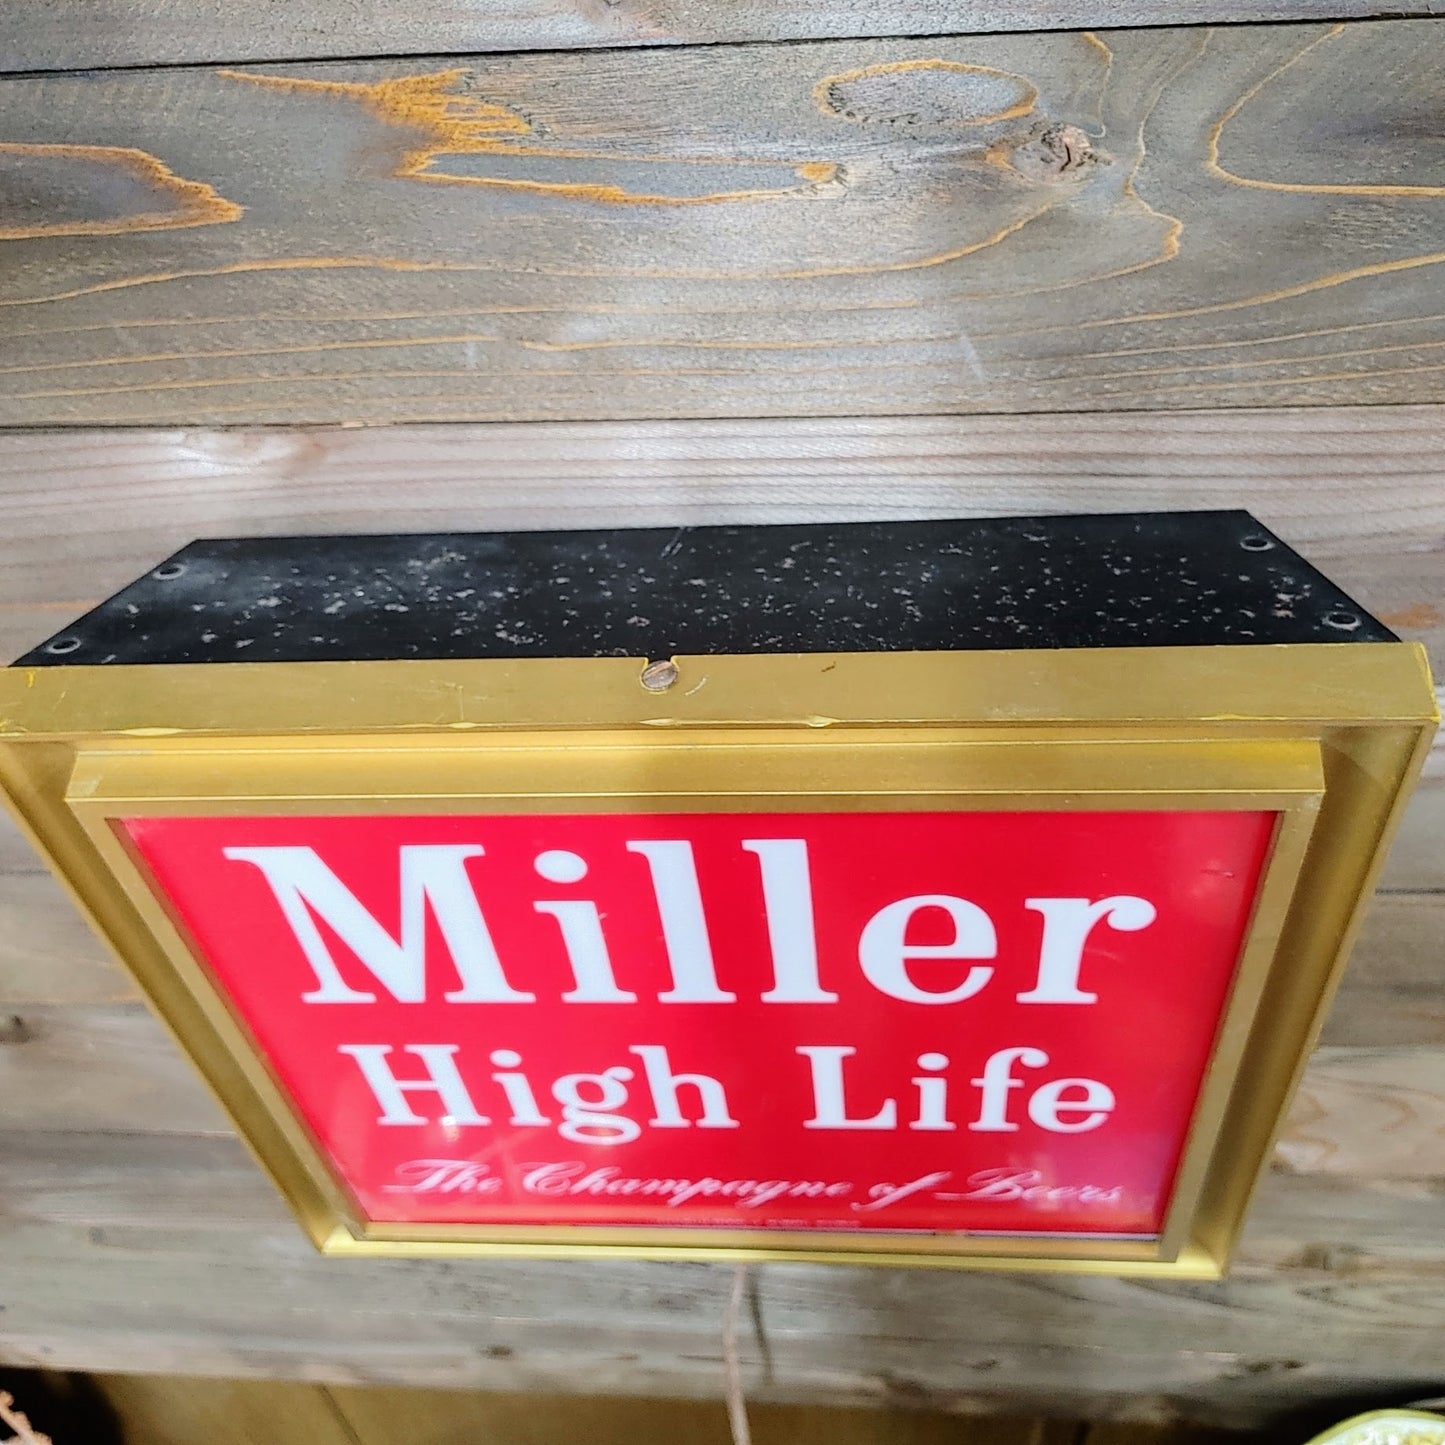 Miller
High Life
The Champagne of Beers